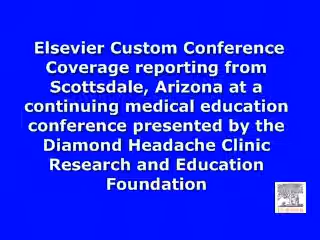 Elsevier Custom Conference
Coverage reporting from
Scottsdale, Arizona at a
continuing medical education
conference presented by the
Diamond Headache Clinic
Research and Education
Foundation